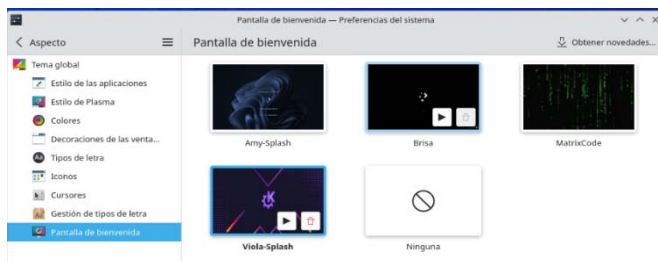 Pantalla de bienvenida — Preferencias del sistema
Aspecto
Pantalla de bienvenida
Obtener novedades...
Tema global
Estilo de las aplicaciones
Estilo de Plasma
Colores
Decoraciones de las venta...
Tipos de letra
Iconos
Cursores
Gestión de tipos de letra
Pantalla de bienvenida
Amy-Splash
Brisa
MatrixCode
Viola-Splash
Ninguna